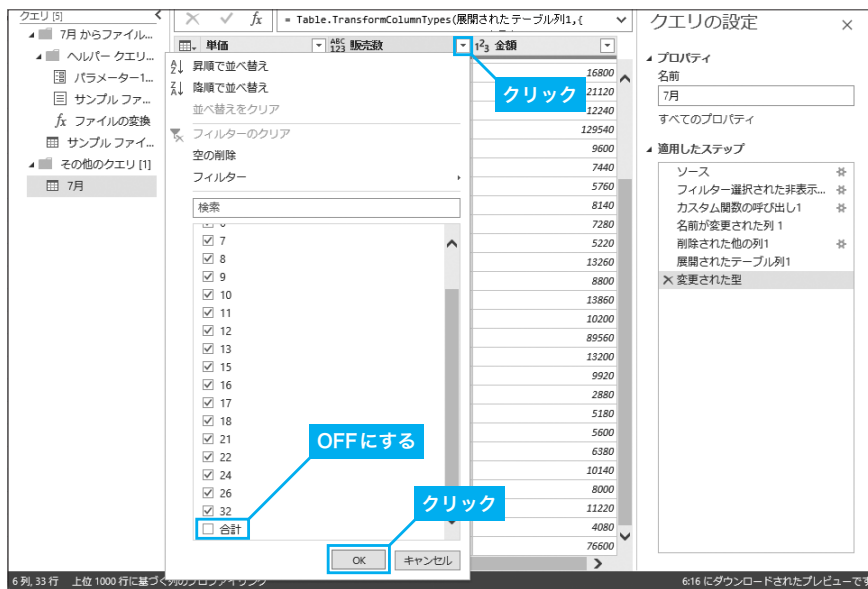 クエリ [5]
7月 からファイル...
ヘルパー クエリ...
パラメーター1...
サンプル ファ...
fx ファイルの変換
サンプル ファイ...
その他のクエリ [1]
7月
fx = Table.TransformColumnTypes(展開されたテーブル列1,{
単価
ABC 123 販売数
1²3 金額
昇順で並べ替え
降順で並べ替え
並べ替えをクリア
フィルターのクリア
空の削除
フィルター
検索
7
8
9
10
11
12
13
15
16
17
18
21
22
24
26
32
合計
OK
キャンセル
クリック
OFFにする
クリック
16800
21120
12240
129540
9600
7440
5760
8140
7280
5220
13260
8800
13860
10200
89560
13200
9920
2880
5180
5600
6380
10140
8000
11220
4080
76600
クエリの設定
プロパティ
名前
7月
すべてのプロパティ
適用したステップ
ソース
フィルター選択された非表示...
カスタム関数の呼び出し1
名前が変更された列 1
削除された他の列1
展開されたテーブル列1
変更された型
6 列, 33 行 上位 1000 行に基づく列のプロファイリング
6:16 にダウンロードされたプレビューです